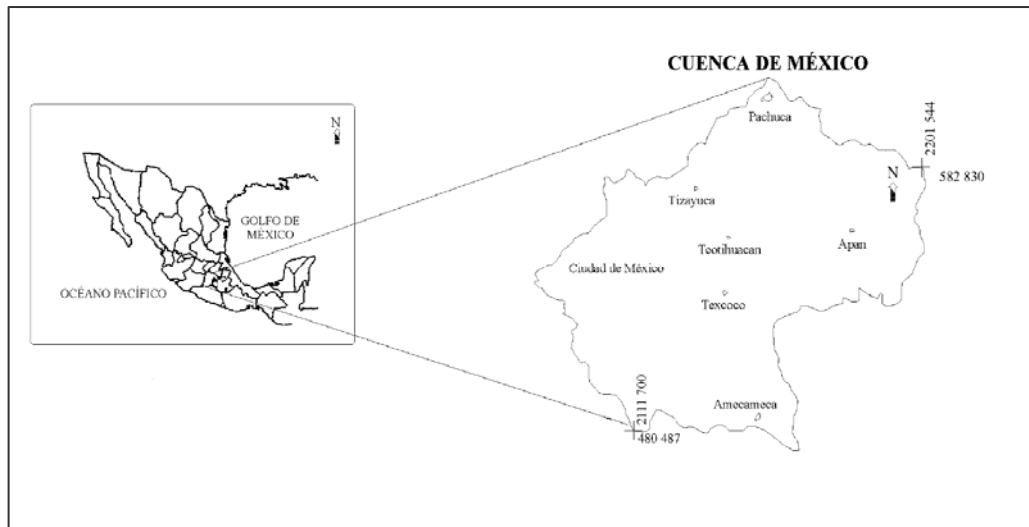 N
GOLFO DE
MÉXICO
OCÉANO PACÍFICO
CUENCA DE MÉXICO
Pachuca
2201 544
582 830
N
Tizayuca
Teotihuacan
Apan
Ciudad de México
Texcoco
Amecameca
2111 700
480 487